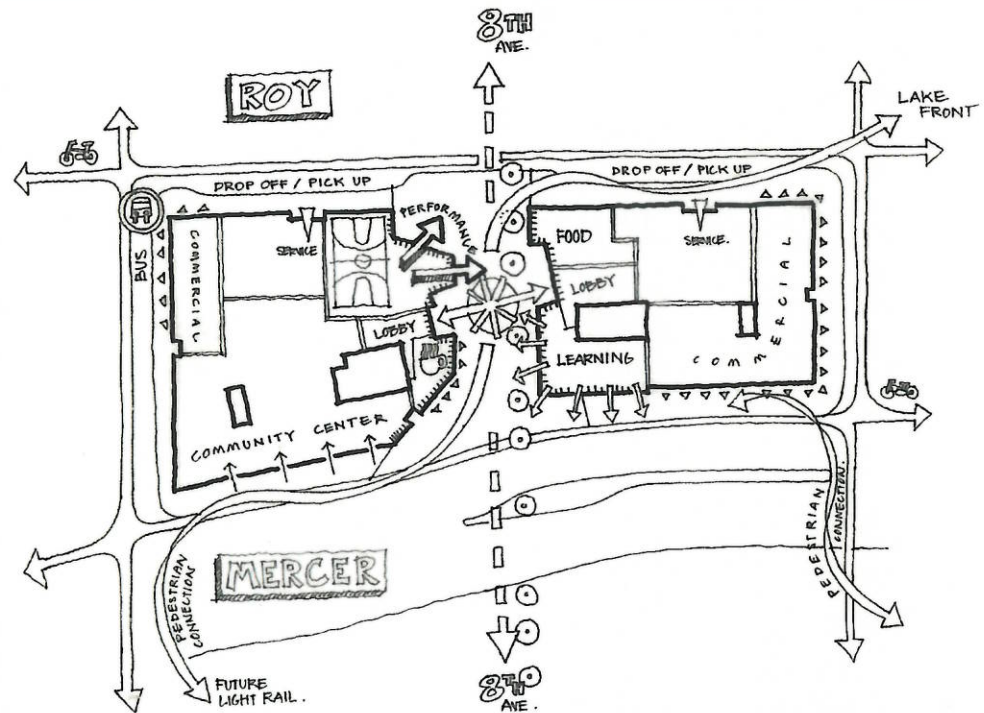 8TH
AVE.
ROY
LAKE
FRONT
DROP OFF / PICK UP
DROP OFF / PICK UP
PERFORMANCE
BUS
COMMERCIAL
SERVICE
FOOD
SERVICE.
COMMERCIAL
LOBBY
LOBBY
LEARNING
COMMUNITY CENTER
PEDESTRIAN
CONNECTION.
MERCER
PEDESTRIAN
CONNECTIONS
FUTURE
LIGHT RAIL.
8TH
AVE.